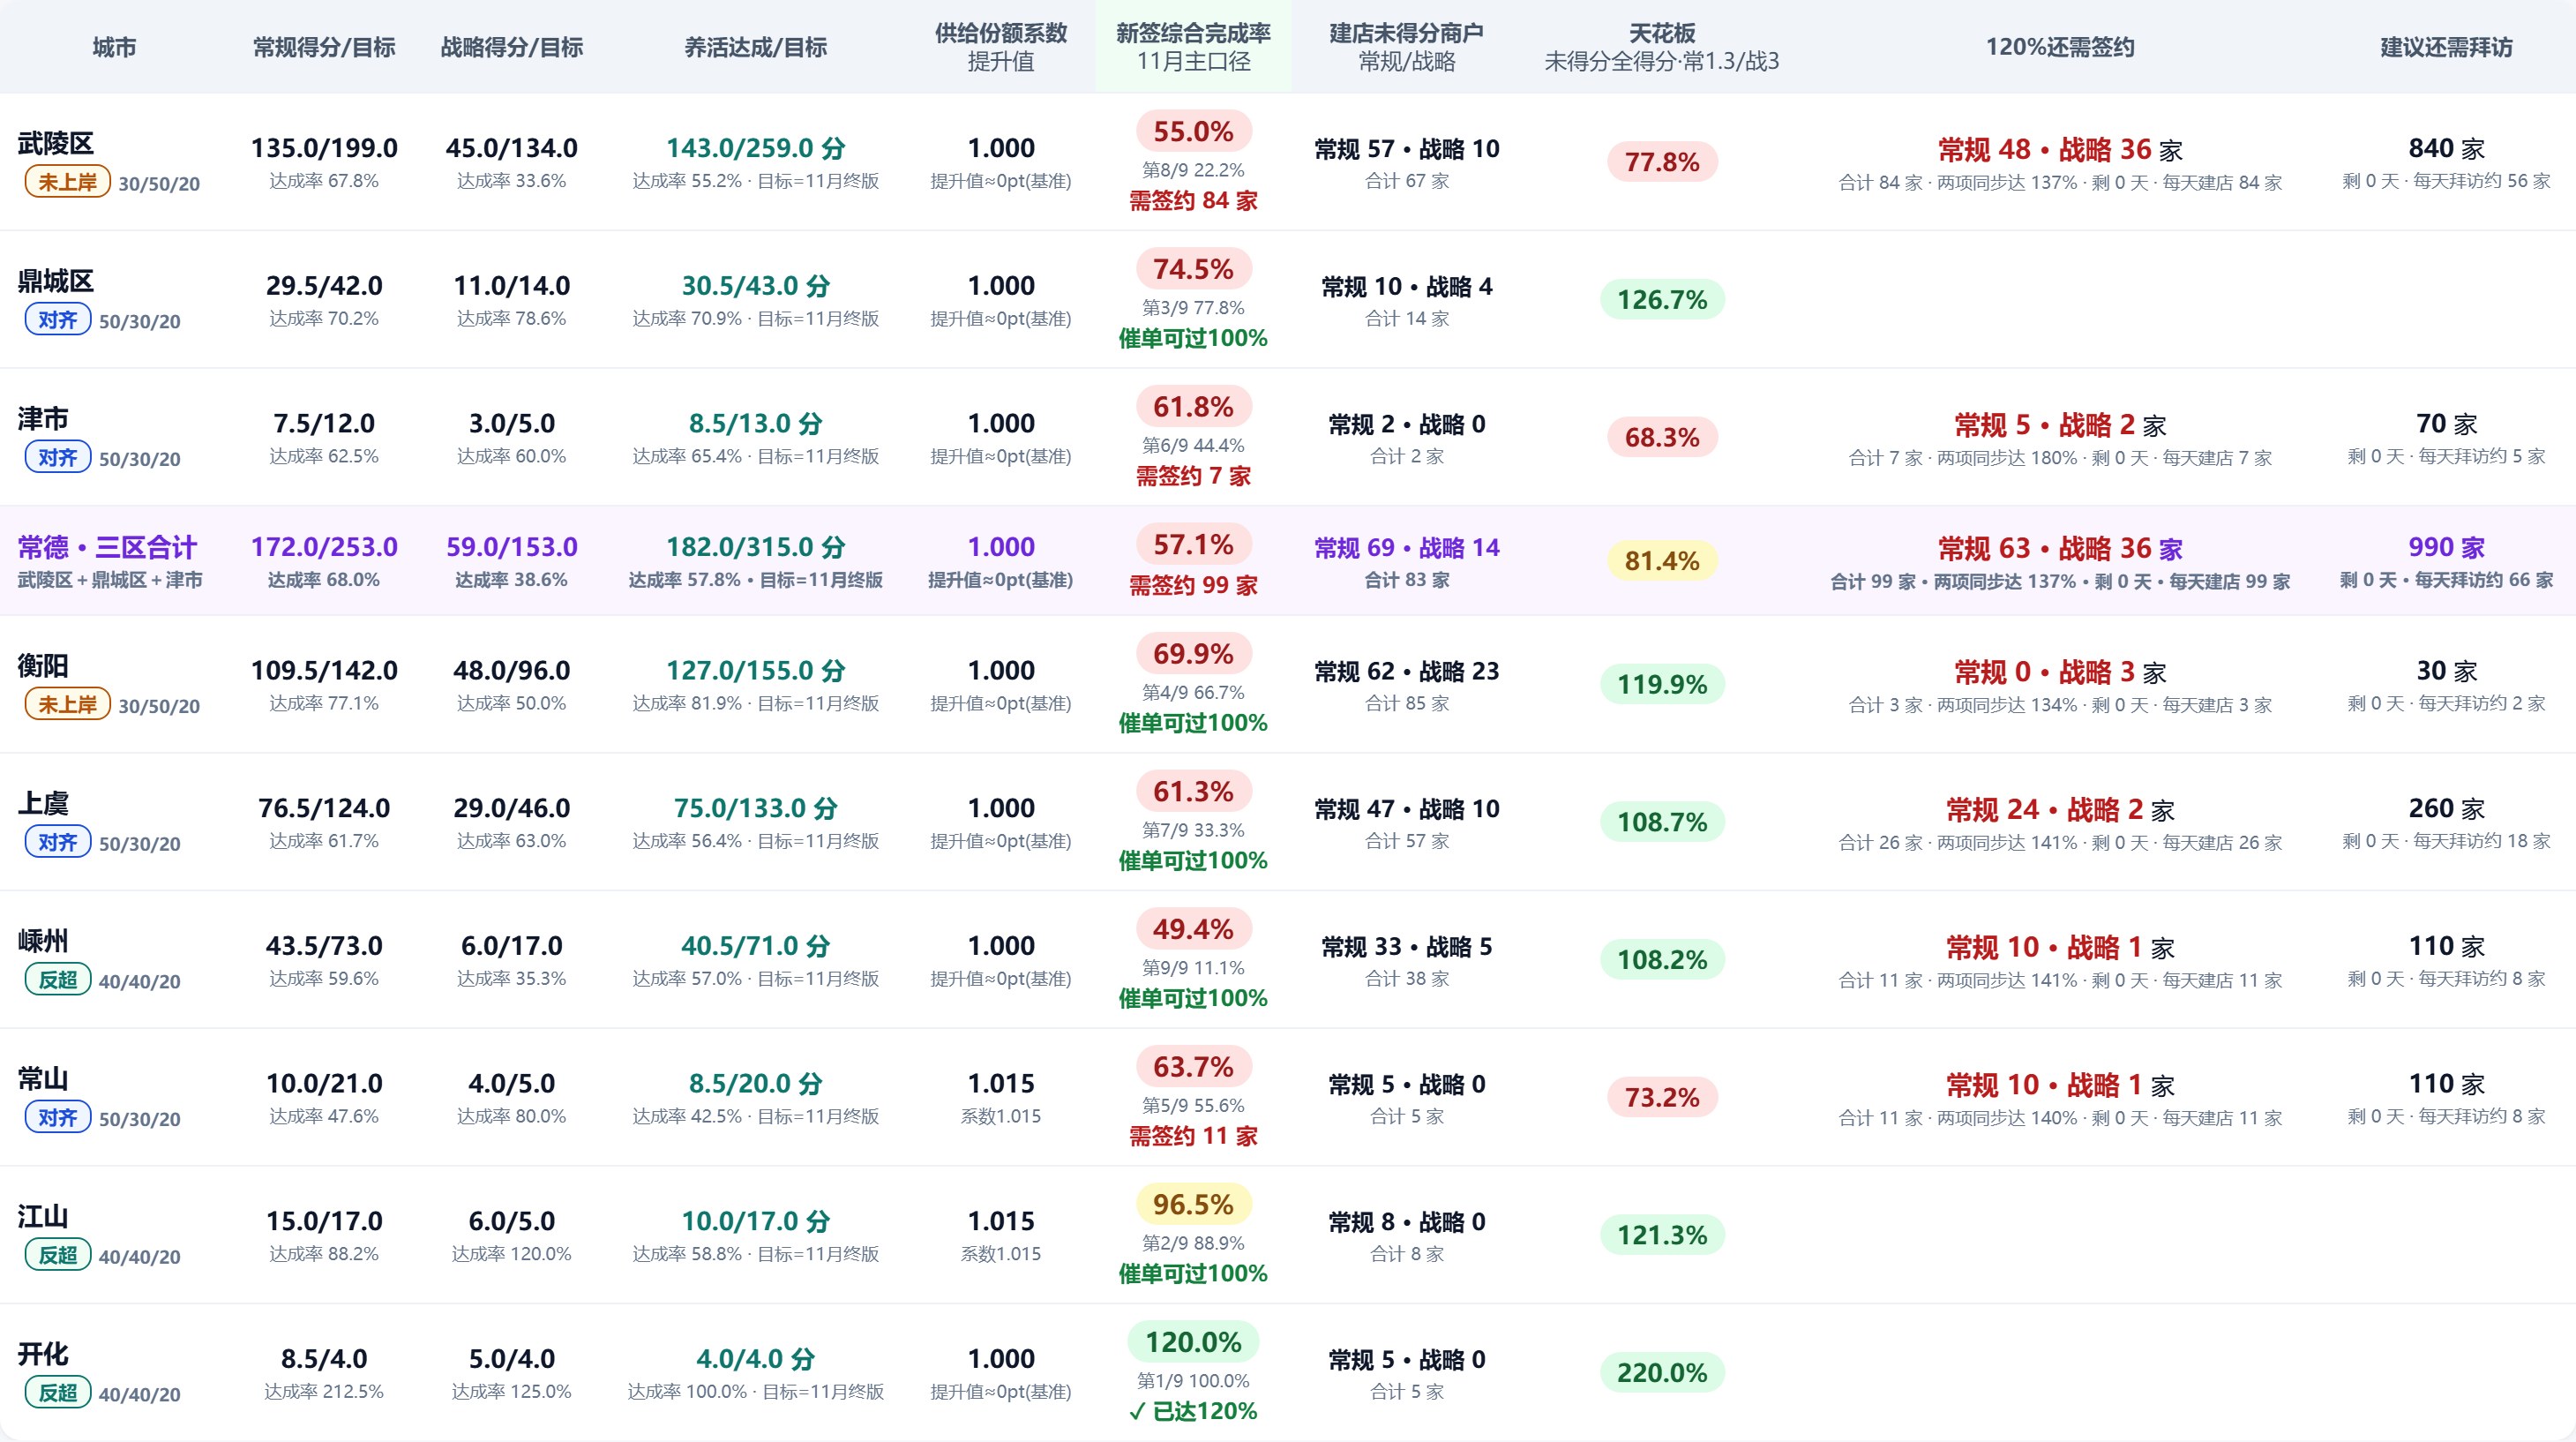 城市
常规得分/目标
战略得分/目标
养活达成/目标
供给份额系数
提升值
新签综合完成率
11月主口径
建店未得分商户
常规/战略
天花板
未得分全得分·常1.3/战3
120%还需签约
建议还需拜访
武陵区
未上岸 30/50/20
135.0/199.0
达成率 67.8%
45.0/134.0
达成率 33.6%
143.0/259.0 分
达成率 55.2% · 目标=11月终版
1.000
提升值≈0pt(基准)
55.0%
第8/9 22.2%
需签约 84 家
常规 57 · 战略 10
合计 67 家
77.8%
常规 48 · 战略 36 家
合计 84 家 · 两项同步达 137% · 剩 0 天 · 每天建店 84 家
840 家
剩 0 天 · 每天拜访约 56 家
鼎城区
对齐 50/30/20
29.5/42.0
达成率 70.2%
11.0/14.0
达成率 78.6%
30.5/43.0 分
达成率 70.9% · 目标=11月终版
1.000
提升值≈0pt(基准)
74.5%
第3/9 77.8%
催单可过100%
常规 10 · 战略 4
合计 14 家
126.7%
津市
对齐 50/30/20
7.5/12.0
达成率 62.5%
3.0/5.0
达成率 60.0%
8.5/13.0 分
达成率 65.4% · 目标=11月终版
1.000
提升值≈0pt(基准)
61.8%
第6/9 44.4%
需签约 7 家
常规 2 · 战略 0
合计 2 家
68.3%
常规 5 · 战略 2 家
合计 7 家 · 两项同步达 180% · 剩 0 天 · 每天建店 7 家
70 家
剩 0 天 · 每天拜访约 5 家
常德 · 三区合计
武陵区+鼎城区+津市
172.0/253.0
达成率 68.0%
59.0/153.0
达成率 38.6%
182.0/315.0 分
达成率 57.8% · 目标=11月终版
1.000
提升值≈0pt(基准)
57.1%
需签约 99 家
常规 69 · 战略 14
合计 83 家
81.4%
常规 63 · 战略 36 家
合计 99 家 · 两项同步达 137% · 剩 0 天 · 每天建店 99 家
990 家
剩 0 天 · 每天拜访约 66 家
衡阳
未上岸 30/50/20
109.5/142.0
达成率 77.1%
48.0/96.0
达成率 50.0%
127.0/155.0 分
达成率 81.9% · 目标=11月终版
1.000
提升值≈0pt(基准)
69.9%
第4/9 66.7%
催单可过100%
常规 62 · 战略 23
合计 85 家
119.9%
常规 0 · 战略 3 家
合计 3 家 · 两项同步达 134% · 剩 0 天 · 每天建店 3 家
30 家
剩 0 天 · 每天拜访约 2 家
上虞
对齐 50/30/20
76.5/124.0
达成率 61.7%
29.0/46.0
达成率 63.0%
75.0/133.0 分
达成率 56.4% · 目标=11月终版
1.000
提升值≈0pt(基准)
61.3%
第7/9 33.3%
催单可过100%
常规 47 · 战略 10
合计 57 家
108.7%
常规 24 · 战略 2 家
合计 26 家 · 两项同步达 141% · 剩 0 天 · 每天建店 26 家
260 家
剩 0 天 · 每天拜访约 18 家
嵊州
反超 40/40/20
43.5/73.0
达成率 59.6%
6.0/17.0
达成率 35.3%
40.5/71.0 分
达成率 57.0% · 目标=11月终版
1.000
提升值≈0pt(基准)
49.4%
第9/9 11.1%
催单可过100%
常规 33 · 战略 5
合计 38 家
108.2%
常规 10 · 战略 1 家
合计 11 家 · 两项同步达 141% · 剩 0 天 · 每天建店 11 家
110 家
剩 0 天 · 每天拜访约 8 家
常山
对齐 50/30/20
10.0/21.0
达成率 47.6%
4.0/5.0
达成率 80.0%
8.5/20.0 分
达成率 42.5% · 目标=11月终版
1.015
系数1.015
63.7%
第5/9 55.6%
需签约 11 家
常规 5 · 战略 0
合计 5 家
73.2%
常规 10 · 战略 1 家
合计 11 家 · 两项同步达 140% · 剩 0 天 · 每天建店 11 家
110 家
剩 0 天 · 每天拜访约 8 家
江山
反超 40/40/20
15.0/17.0
达成率 88.2%
6.0/5.0
达成率 120.0%
10.0/17.0 分
达成率 58.8% · 目标=11月终版
1.015
系数1.015
96.5%
第2/9 88.9%
催单可过100%
常规 8 · 战略 0
合计 8 家
121.3%
开化
反超 40/40/20
8.5/4.0
达成率 212.5%
5.0/4.0
达成率 125.0%
4.0/4.0 分
达成率 100.0% · 目标=11月终版
1.000
提升值≈0pt(基准)
120.0%
第1/9 100.0%
✓ 已达120%
常规 5 · 战略 0
合计 5 家
220.0%